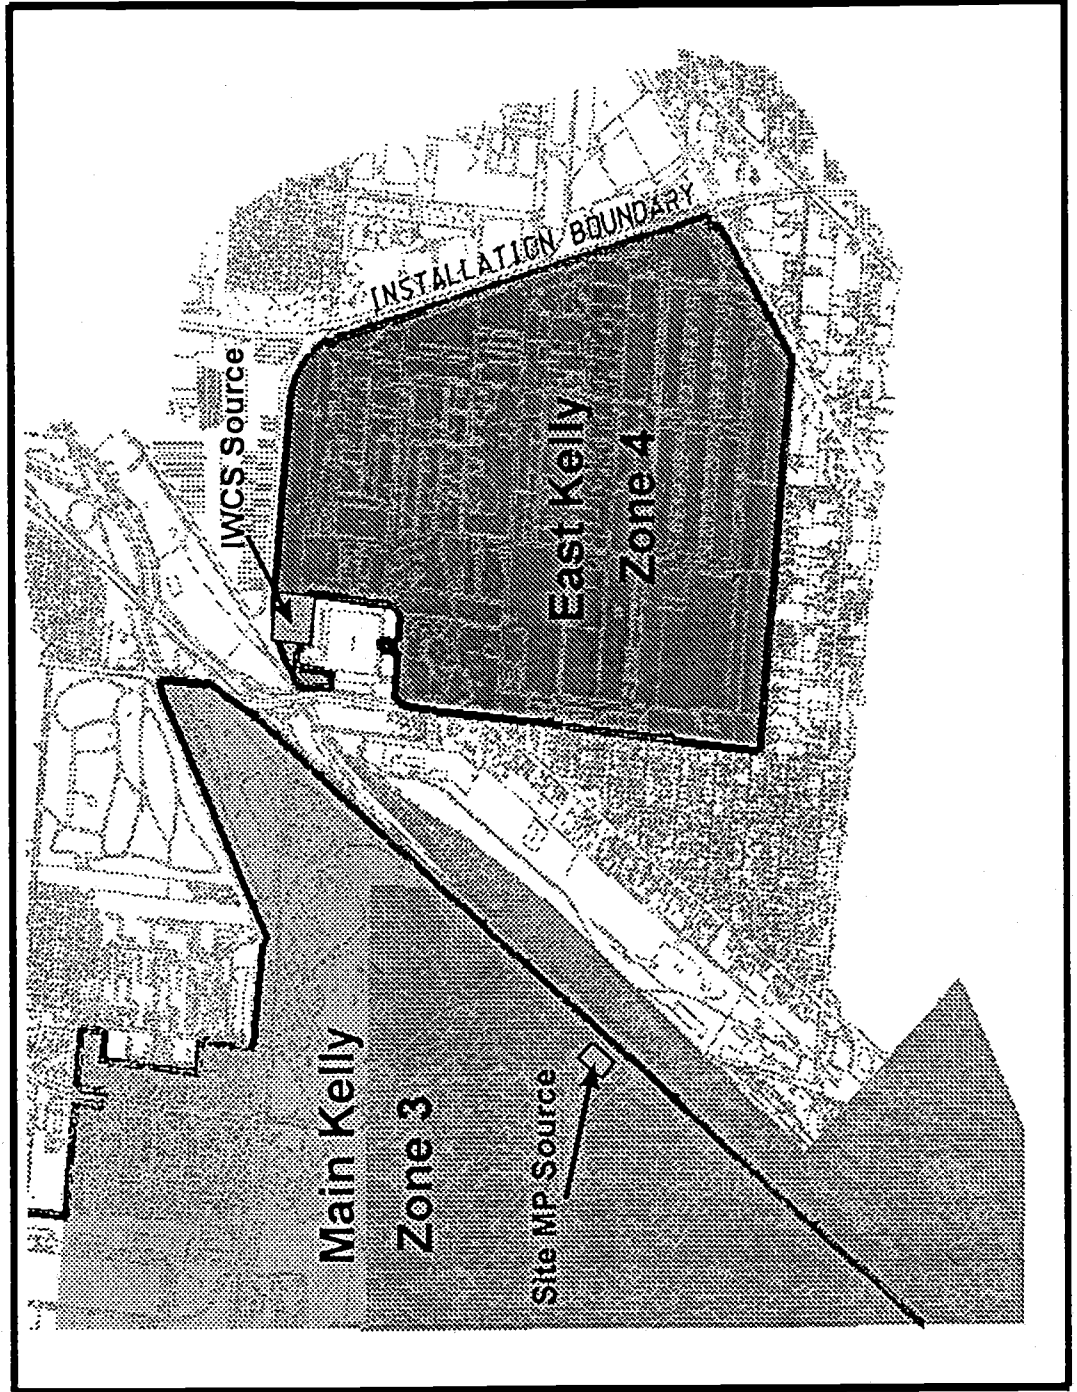 INSTALLATION BOUNDARY
IWCS Source
East Kelly
Zone 4
Main Kelly
Zone 3
Site MP Source